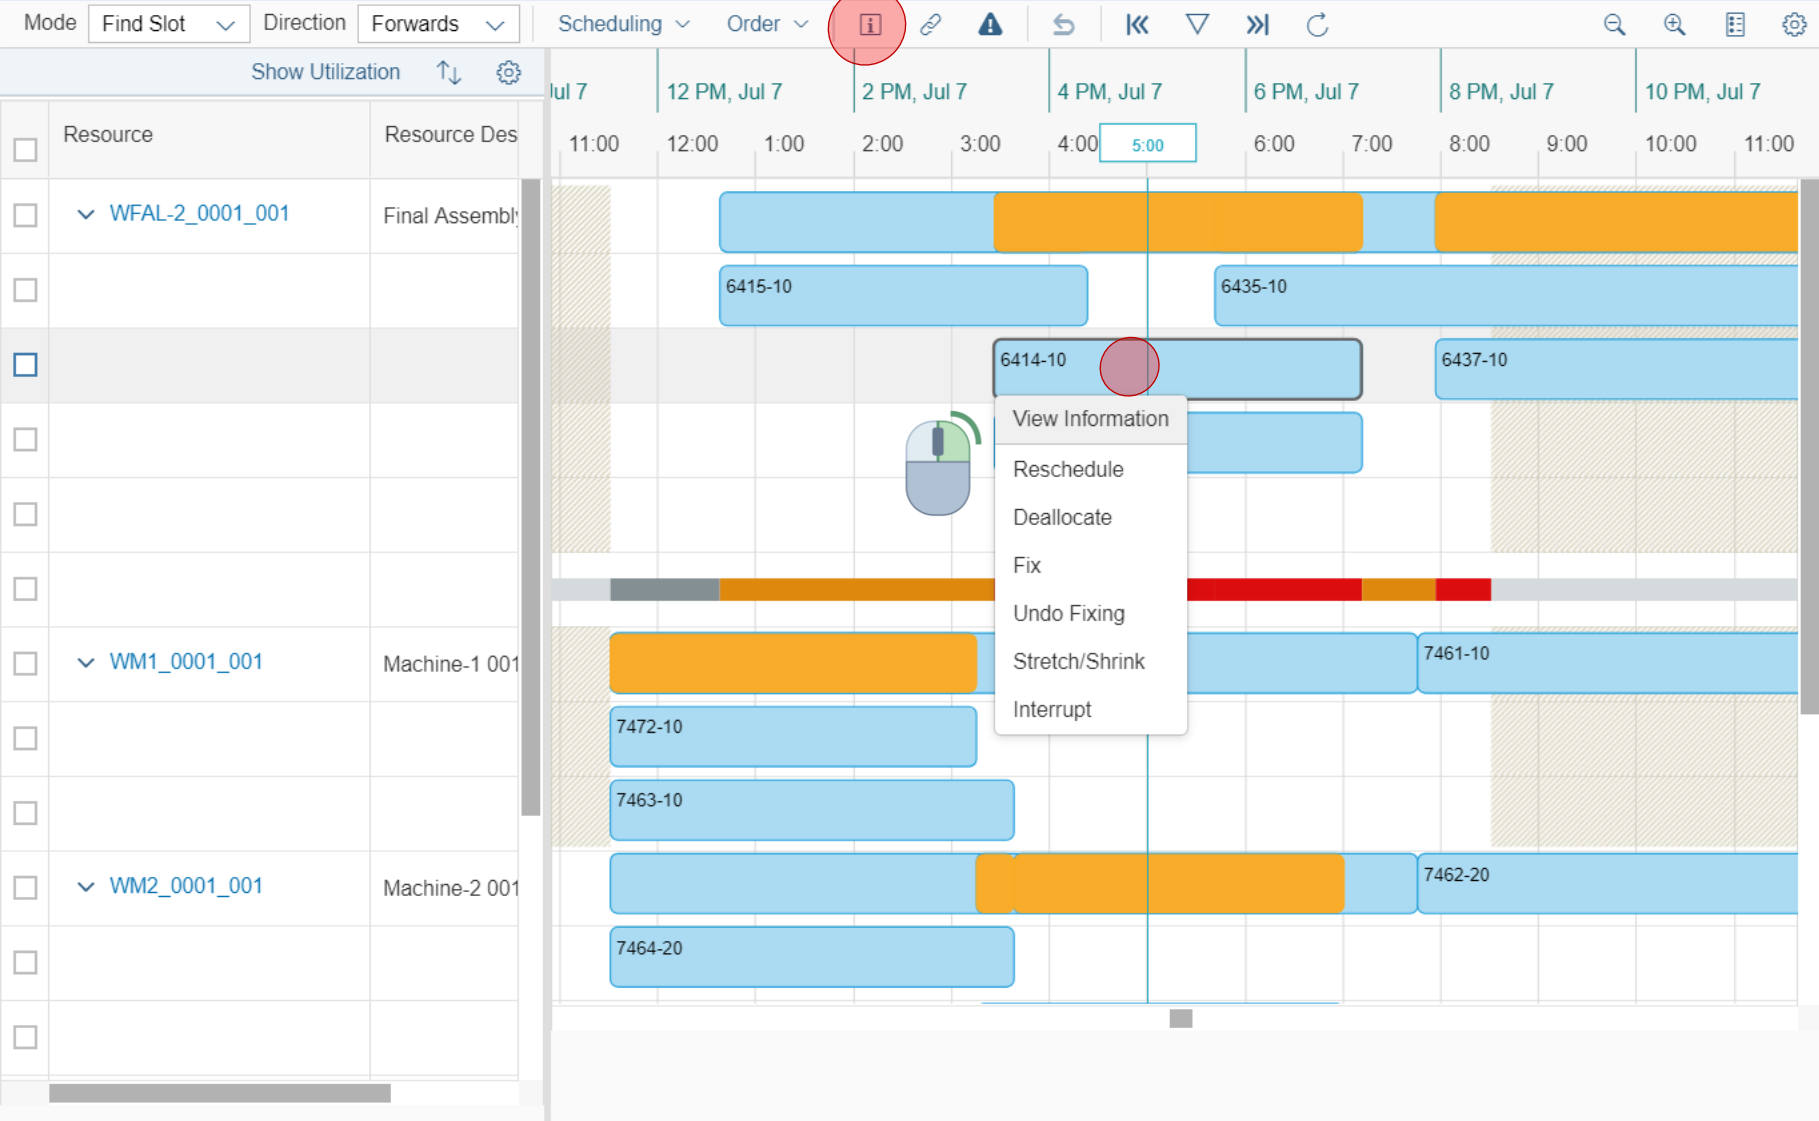 Mode Find Slot Direction Forwards Scheduling Order
Show Utilization
Jul 7 12 PM, Jul 7 2 PM, Jul 7 4 PM, Jul 7 6 PM, Jul 7 8 PM, Jul 7 10 PM, Jul 7
Resource Resource Des
11:00 12:00 1:00 2:00 3:00 4:00 5:00 6:00 7:00 8:00 9:00 10:00 11:00
WFAL-2_0001_001 Final Assembly
6415-10 6435-10
6414-10 6437-10
View Information
Reschedule
Deallocate
Fix
Undo Fixing
Stretch/Shrink
Interrupt
WM1_0001_001 Machine-1 001 7461-10
7472-10
7463-10
WM2_0001_001 Machine-2 001 7462-20
7464-20